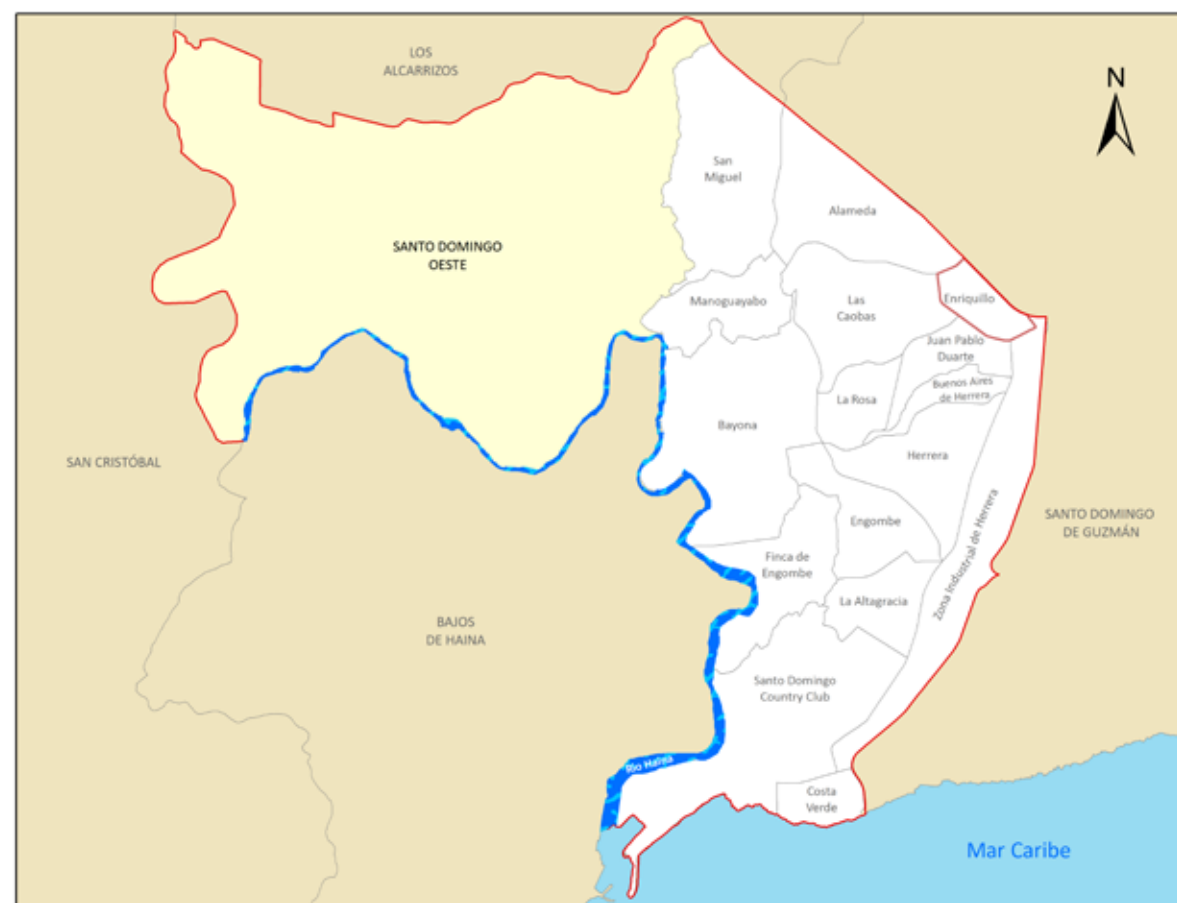 LOS
ALCARRIZOS
N
San
Miguel
Alameda
SANTO DOMINGO
OESTE
Manoguayabo
Las
Caobas
Enriquillo
Juan Pablo
Duarte
Buenos Aires
de Herrera
La Rosa
Bayona
Herrera
SAN CRISTÓBAL
Engombe
SANTO DOMINGO
DE GUZMÁN
Zona Industrial de Herrera
Finca de
Engombe
La Altagracia
BAJOS
DE HAINA
Santo Domingo
Country Club
Río Haina
Costa
Verde
Mar Caribe